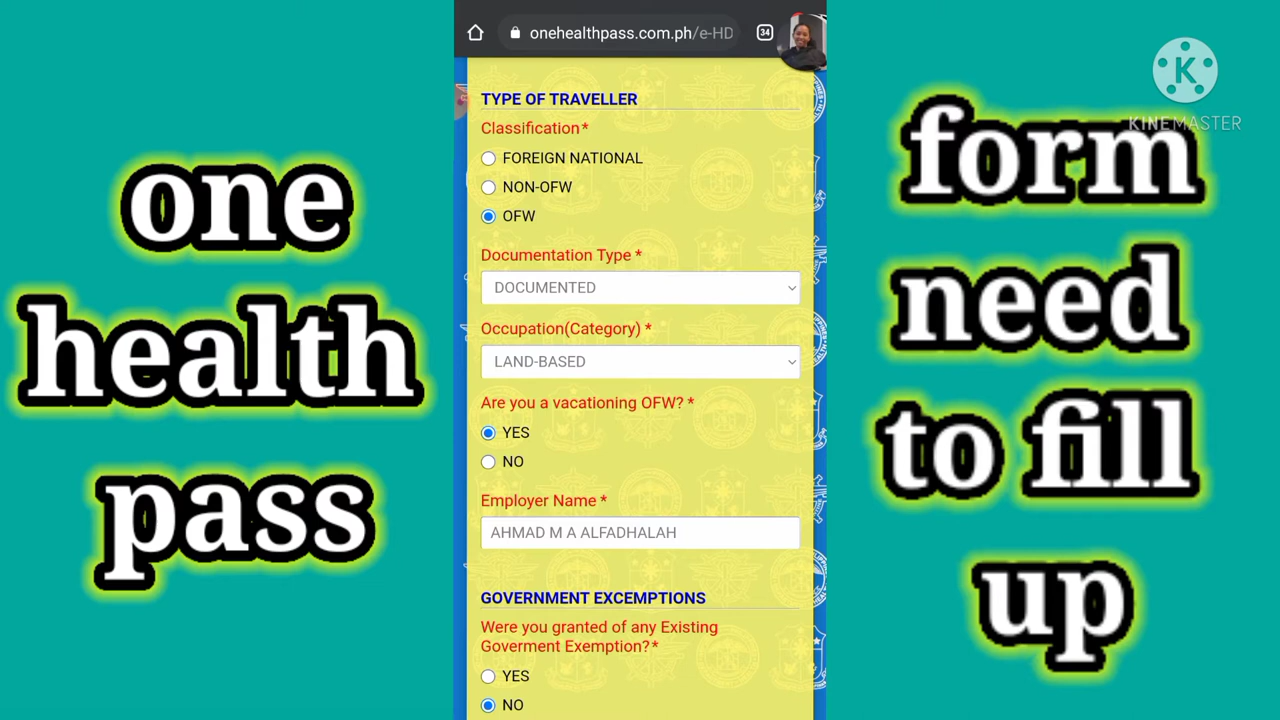 one
health
pass
onehealthpass.com.ph/e-HD
34
TYPE OF TRAVELLER
Classification*
FOREIGN NATIONAL
NON-OFW
OFW
Documentation Type *
DOCUMENTED
Occupation(Category) *
LAND-BASED
Are you a vacationing OFW? *
YES
NO
Employer Name *
AHMAD M A ALFADHALAH
GOVERNMENT EXCEMPTIONS
Were you granted of any Existing
Goverment Exemption?*
YES
NO
K
KINEMASTER
form
need
to fill
up